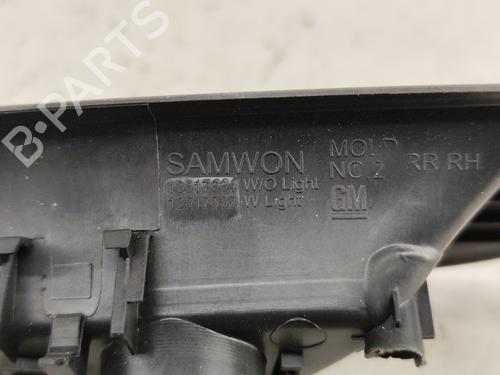 B-PARTS
SAMWON
W/O Light
W Light
MOLD
NO.2
RR RH
GM